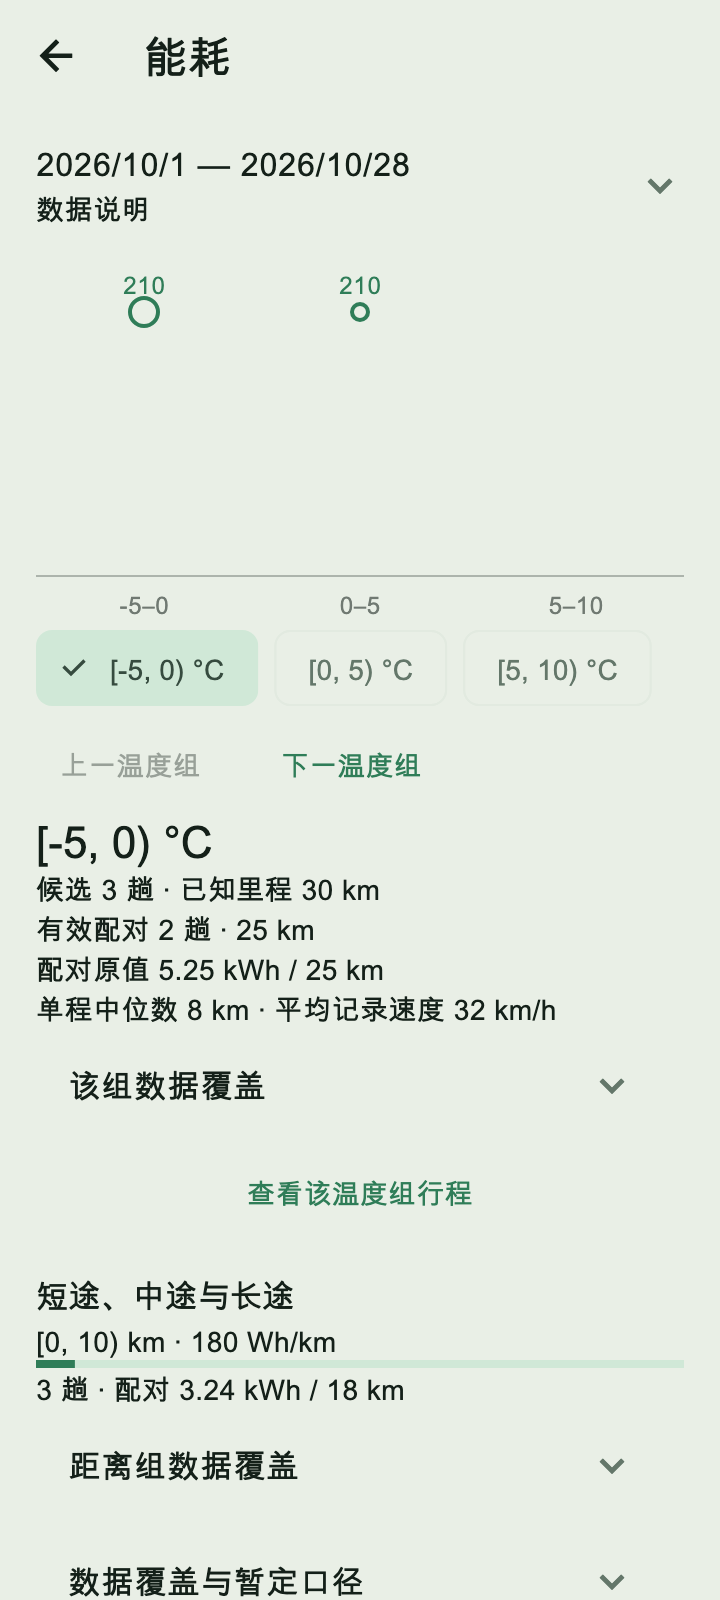 能耗
2026/10/1 — 2026/10/28
数据说明
210 210
-5–0 0–5 5–10
[-5, 0) °C [0, 5) °C [5, 10) °C
上一温度组 下一温度组
[-5, 0) °C
候选 3 趟 · 已知里程 30 km
有效配对 2 趟 · 25 km
配对原值 5.25 kWh / 25 km
单程中位数 8 km · 平均记录速度 32 km/h
该组数据覆盖
查看该温度组行程
短途、中途与长途
[0, 10) km · 180 Wh/km
3 趟 · 配对 3.24 kWh / 18 km
距离组数据覆盖
数据覆盖与暂定口径